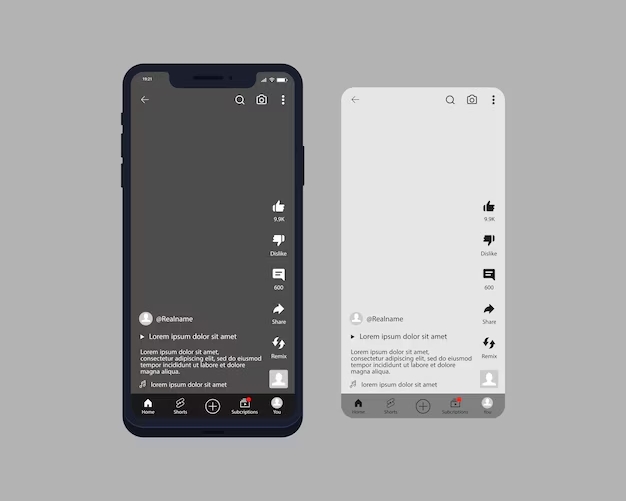 10:21
9.9K
Dislike
600
Share
Remix
@Realname
Lorem ipsum dolor sit amet
Lorem ipsum dolor sit amet,
consectetur adipiscing elit, sed do eiusmod
tempor incididunt ut labore et dolore
magna aliqua.
Lorem ipsum dolor sit amet
Home Shorts Subcriptions You
9.9K
Dislike
600
Share
Remix
@Realname
Lorem ipsum dolor sit amet
Lorem ipsum dolor sit amet,
consectetur adipiscing elit, sed do eiusmod
tempor incididunt ut labore et dolore
magna aliqua.
Lorem ipsum dolor sit amet
Home Shorts Subcriptions You